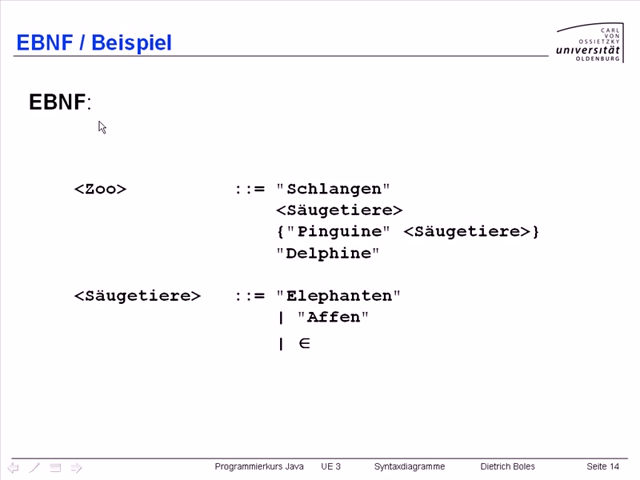 EBNF / Beispiel
CARL
VON
OSSIETZKY
universität
OLDENBURG
EBNF:
<Zoo> ::= "Schlangen"
<Säugetiere>
{"Pinguine" <Säugetiere>}
"Delphine"
<Säugetiere> ::= "Elephanten"
| "Affen"
| ∈
Programmierkurs Java UE 3 Syntaxdiagramme Dietrich Boles Seite 14